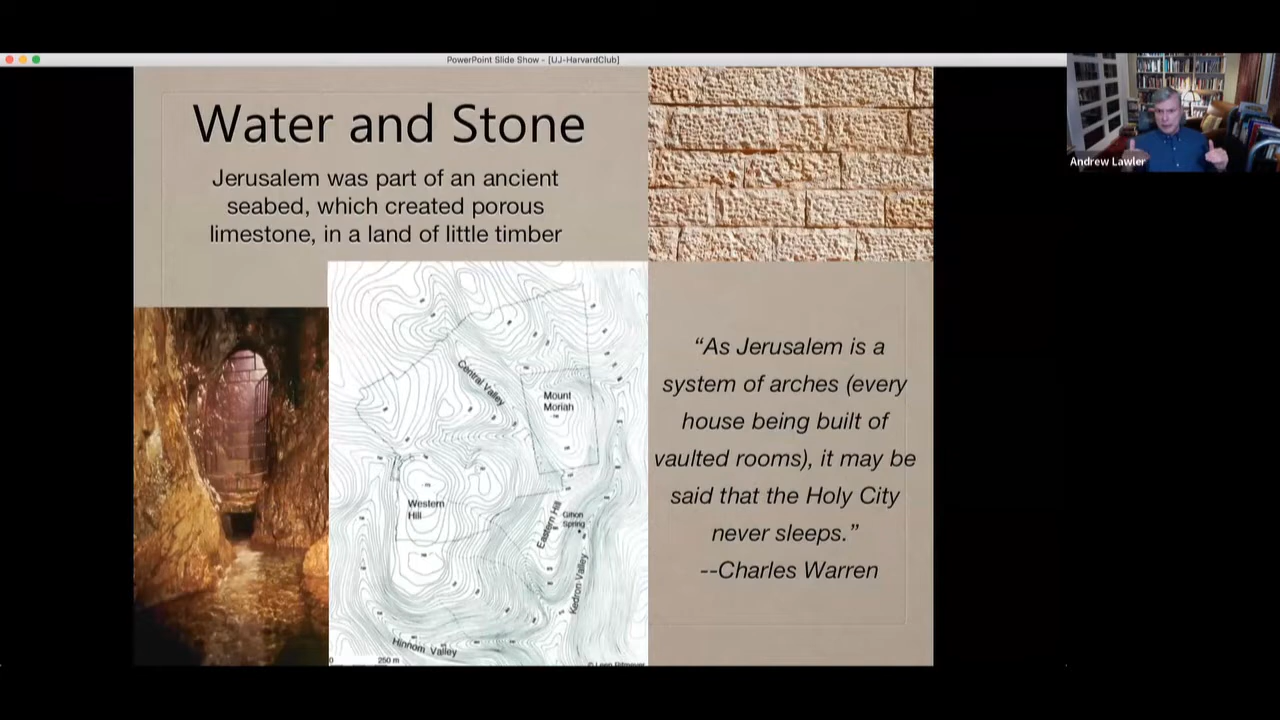 PowerPoint Slide Show - [UJ-HarvardClub]
Andrew Lawler
Water and Stone
Jerusalem was part of an ancient
seabed, which created porous
limestone, in a land of little timber
Central Valley
Mount
Moriah
Western
Hill
Eastern Hill
Gihon
Spring
Kedron Valley
Hinnom Valley
0
250 m
“As Jerusalem is a
system of arches (every
house being built of
vaulted rooms), it may be
said that the Holy City
never sleeps.”
--Charles Warren